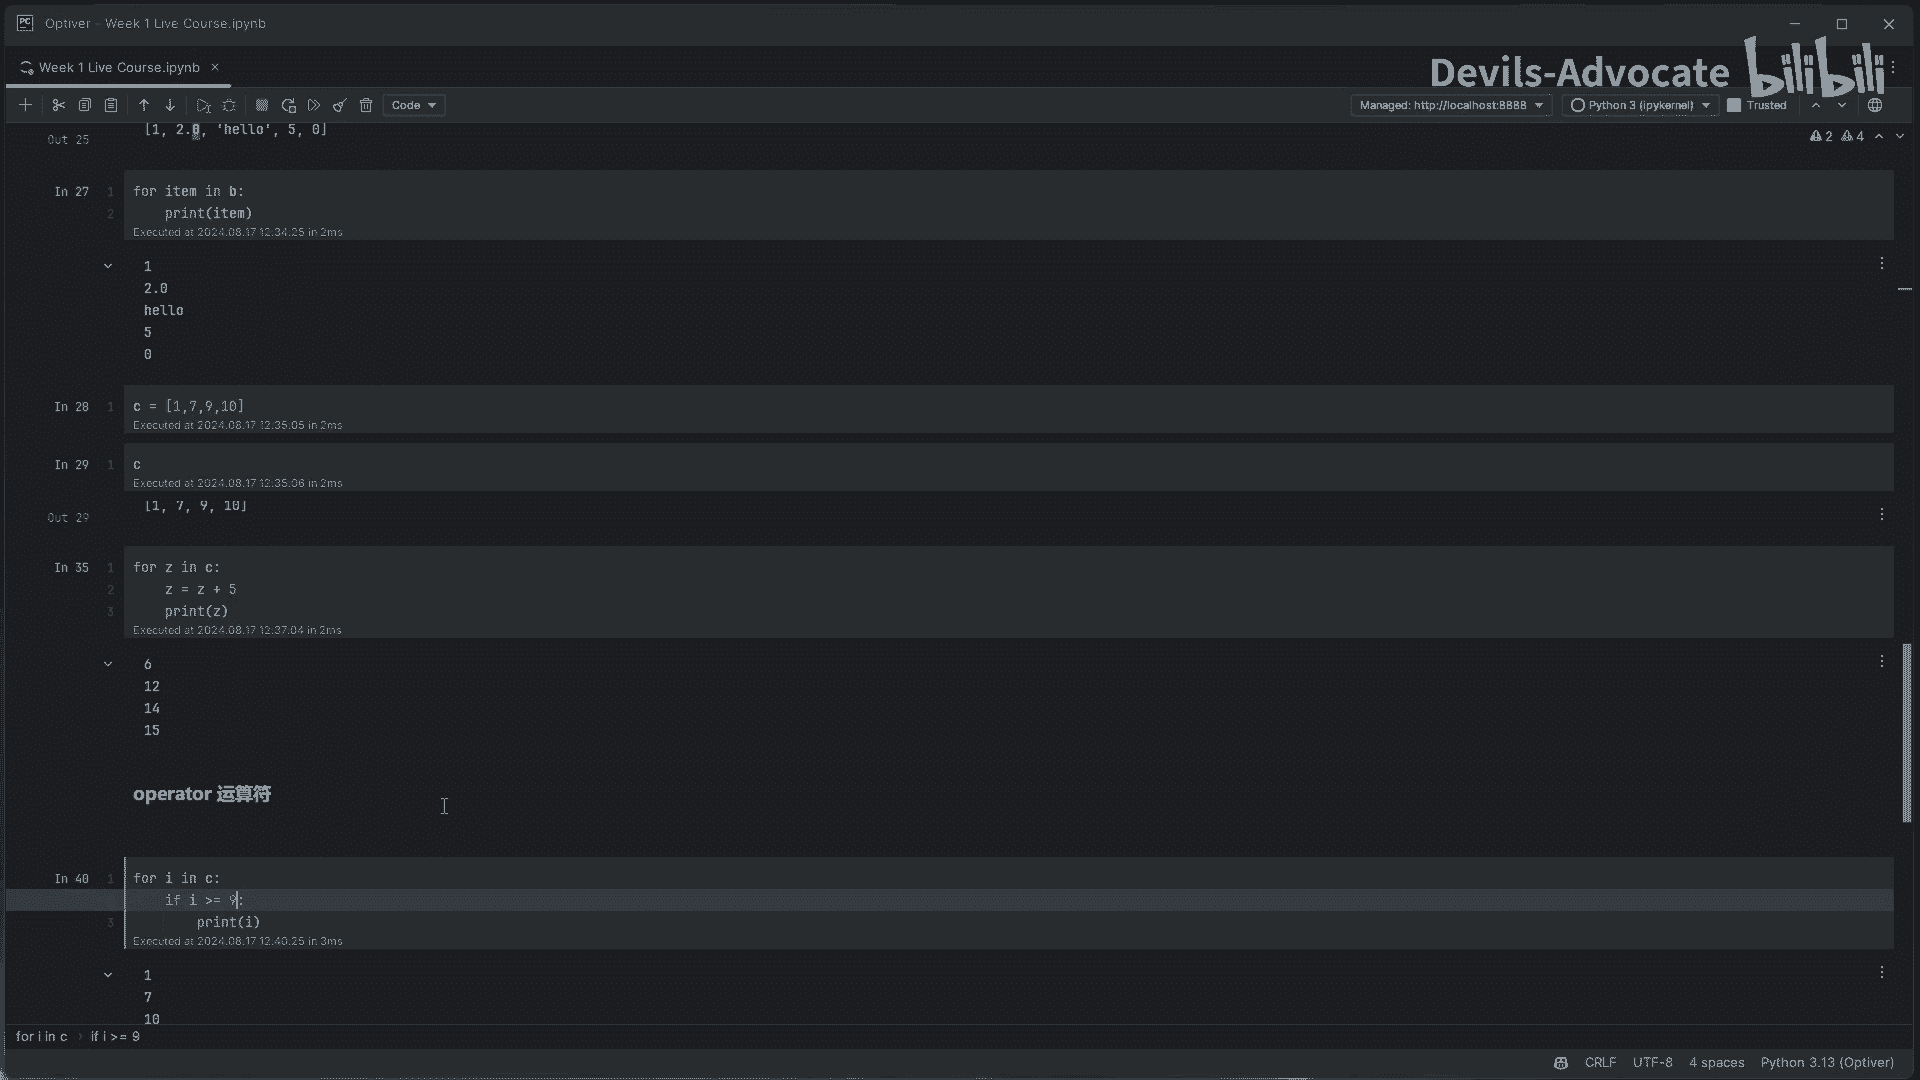 PC Optiver - Week 1 Live Course.ipynb
Week 1 Live Course.ipynb
Devils-Advocate bilibili
Code
Managed: http://localhost:8888
Python 3 (ipykernel)
Trusted
[1, 2.0, 'hello', 5, 0]
Out 25
2 4
In 27
1 for item in b:
2 print(item)
Executed at 2024.08.17 12:34:25 in 2ms
1
2.0
hello
5
0
In 28
1 c = [1,7,9,10]
Executed at 2024.08.17 12:35:05 in 2ms
In 29
1 c
Executed at 2024.08.17 12:35:06 in 2ms
[1, 7, 9, 10]
Out 29
In 35
1 for z in c:
2 z = z + 5
3 print(z)
Executed at 2024.08.17 12:37:04 in 2ms
6
12
14
15
operator 运算符
In 40
1 for i in c:
if i >= 9:
3 print(i)
Executed at 2024.08.17 12:40:25 in 3ms
1
7
10
for i in c › if i >= 9
CRLF UTF-8 4 spaces Python 3.13 (Optiver)